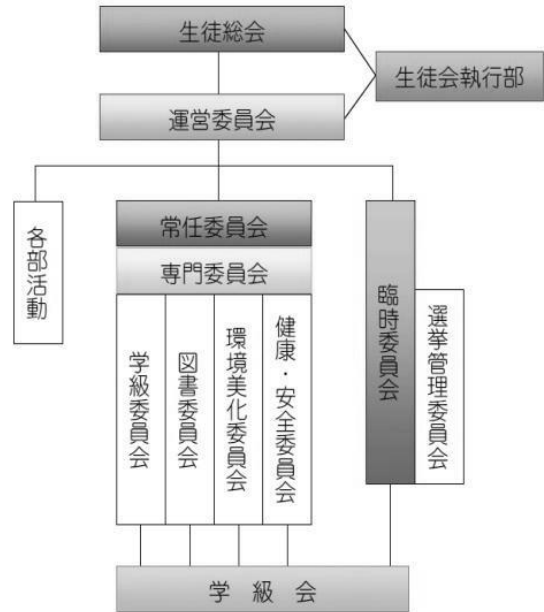 生徒総会
生徒会執行部
運営委員会
各部活動
常任委員会
専門委員会
学級委員会
図書委員会
環境美化委員会
健康・安全委員会
臨時委員会
選挙管理委員会
学 級 会